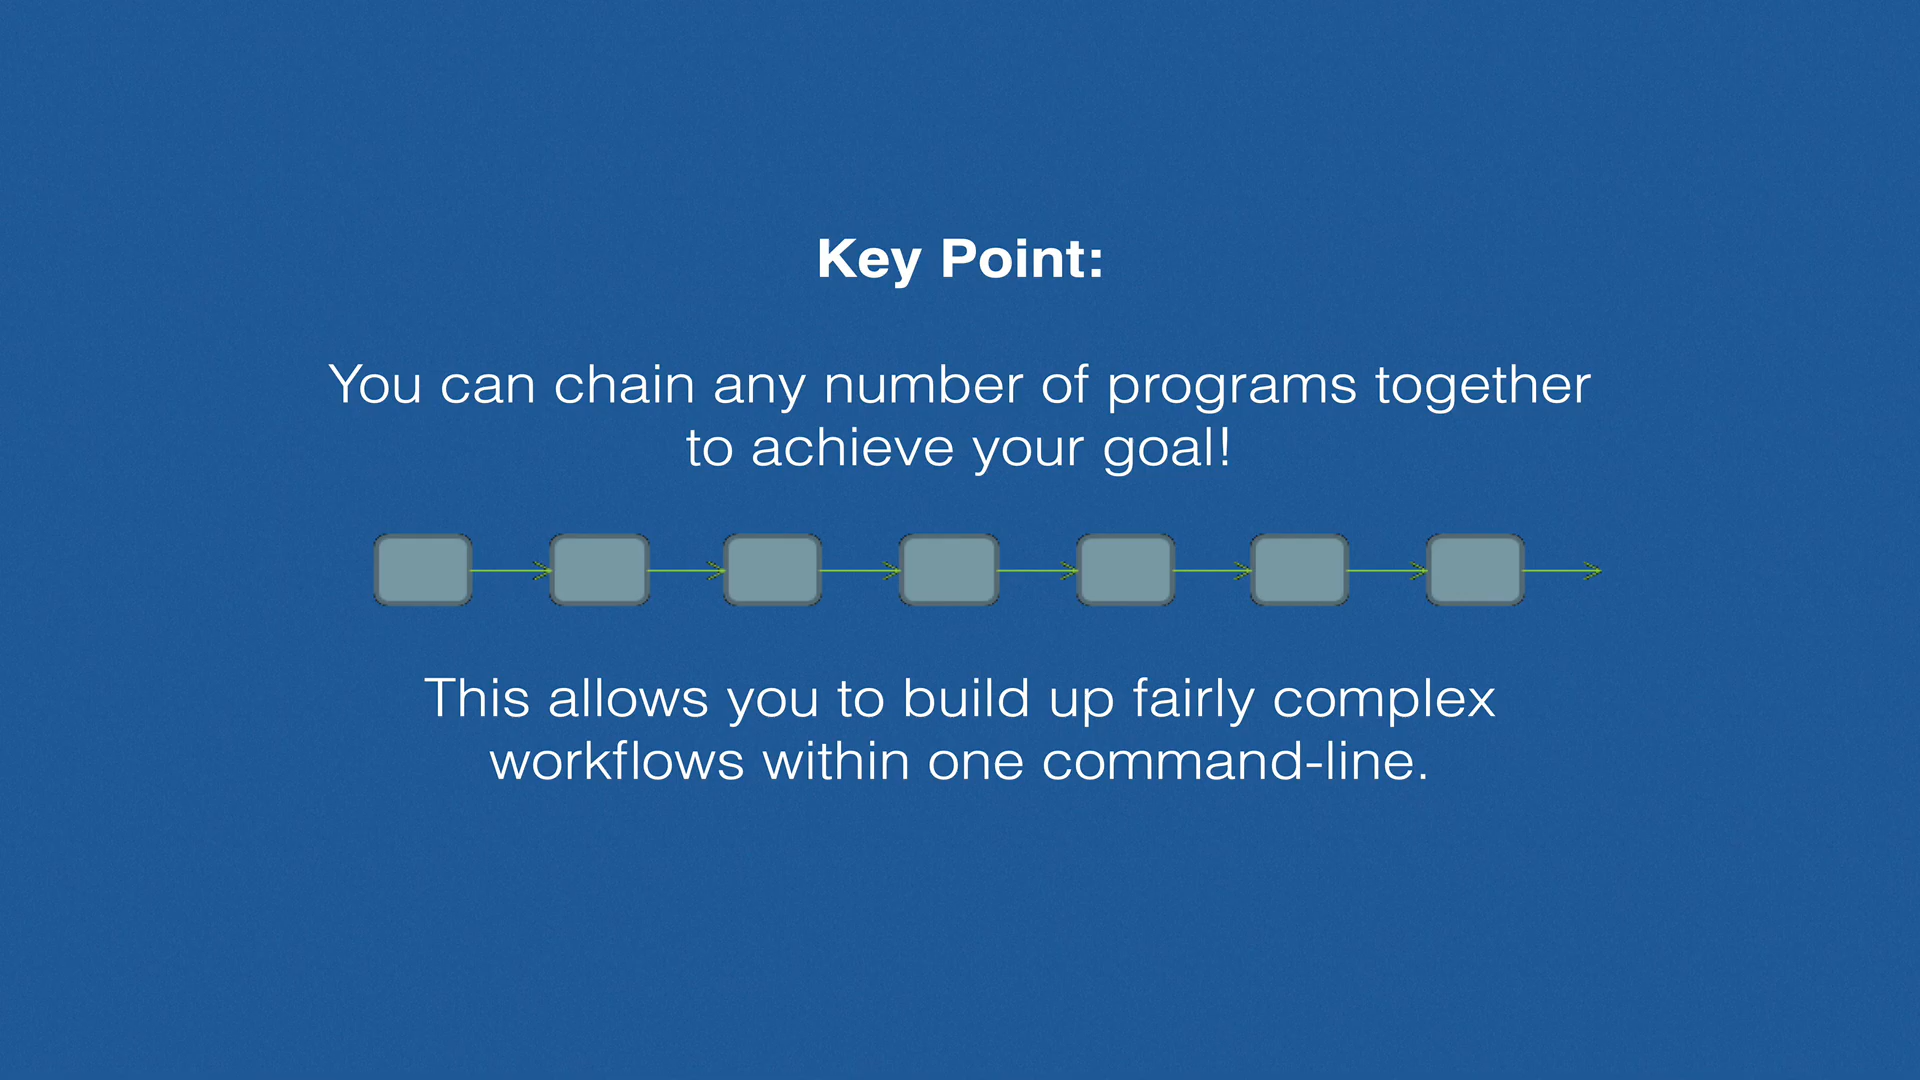 Key Point:
You can chain any number of programs together
to achieve your goal!
This allows you to build up fairly complex
workflows within one command-line.